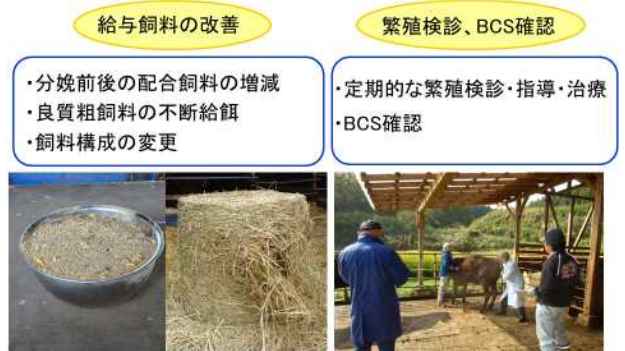 給与飼料の改善
・分娩前後の配合飼料の増減
・良質粗飼料の不断給餌
・飼料構成の変更
繁殖検診、BCS確認
・定期的な繁殖検診・指導・治療
・BCS確認